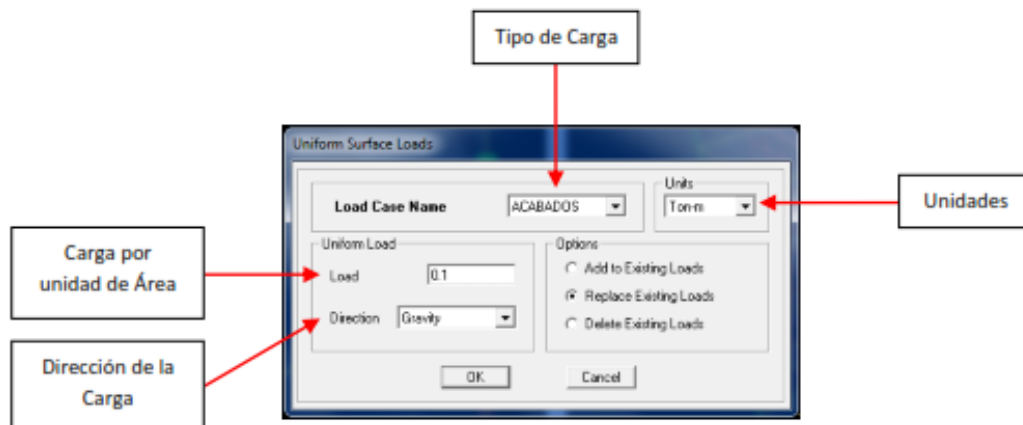 Tipo de Carga
Uniform Surface Loads
Load Case Name
ACABADOS
Units
Ton-m
Unidades
Carga por
unidad de Área
Uniform Load
Load
0.1
Direction
Gravity
Options
Add to Existing Loads
Replace Existing Loads
Delete Existing Loads
Dirección de la
Carga
OK
Cancel